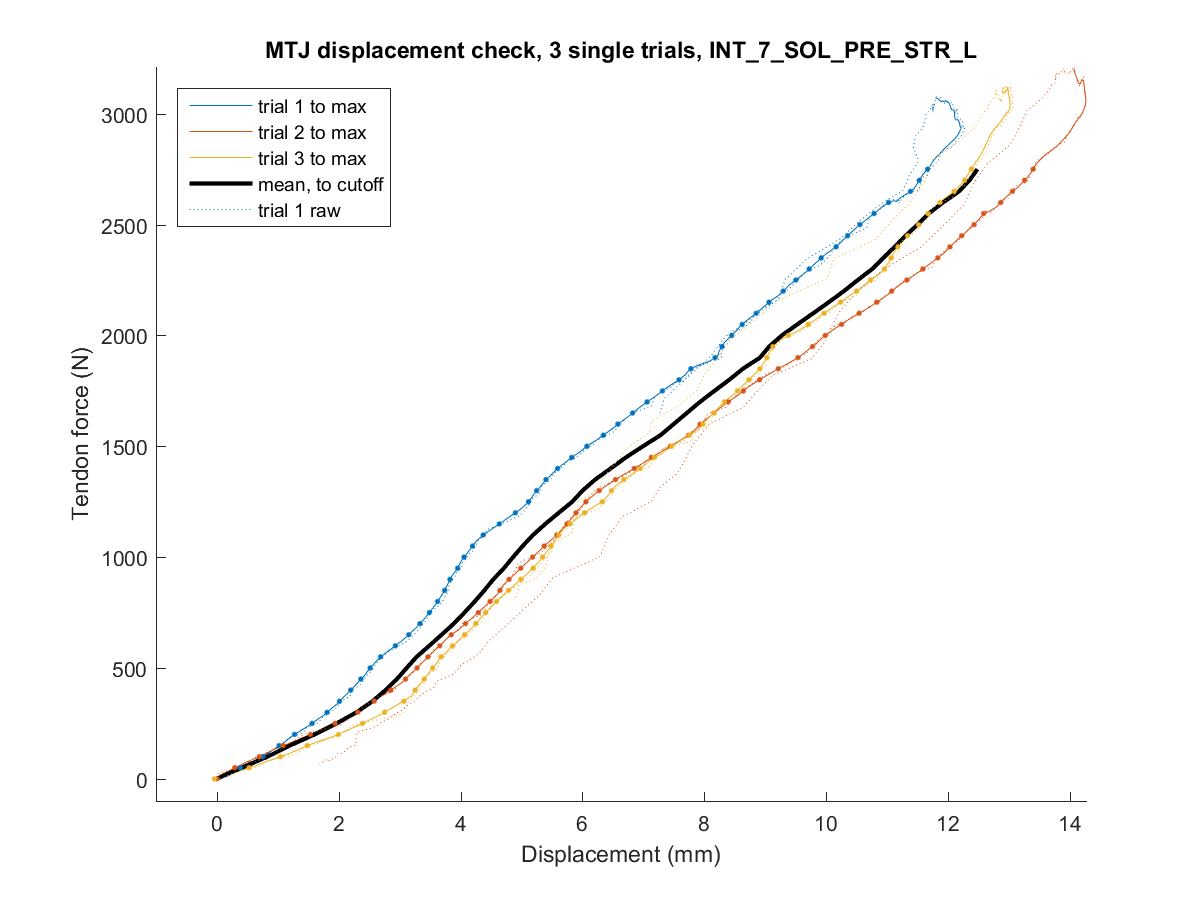 MTJ displacement check, 3 single trials, INT_7_SOL_PRE_STR_L
trial 1 to max
trial 2 to max
trial 3 to max
mean, to cutoff
trial 1 raw
Tendon force (N)
3000
2500
2000
1500
1000
500
0
0 2 4 6 8 10 12 14
Displacement (mm)